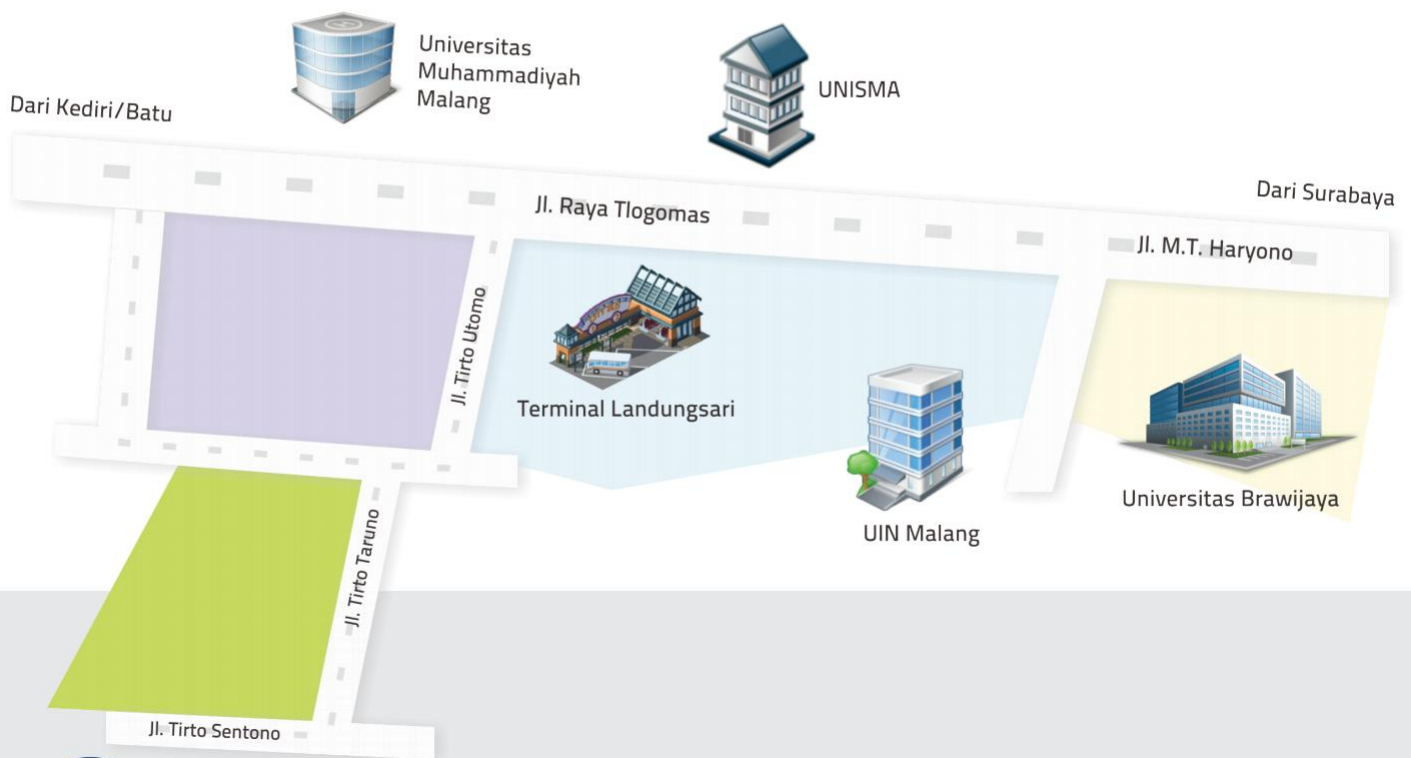 Universitas
Muhammadiyah
Malang
UNISMA
Dari Kediri/Batu
Dari Surabaya
Jl. Raya Tlogomas
Jl. M.T. Haryono
Jl. Tirto Utomo
Terminal Landungsari
UIN Malang
Universitas Brawijaya
Jl. Tirto Taruno
Jl. Tirto Sentono